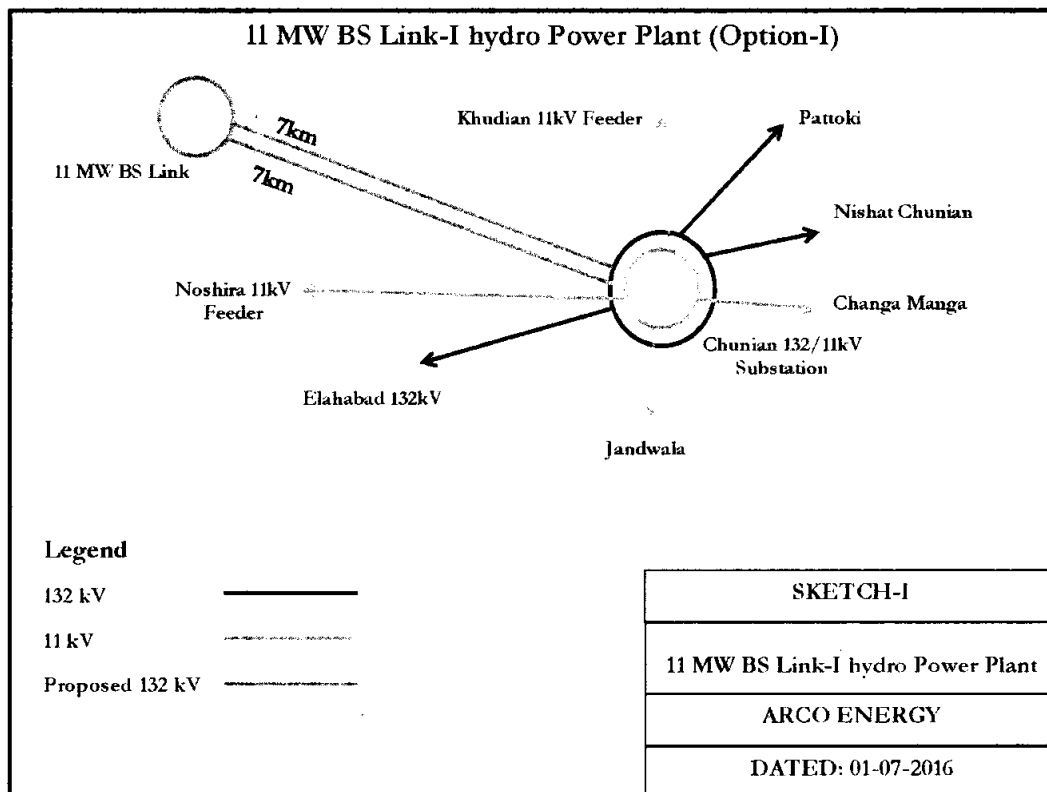 11 MW BS Link-I hydro Power Plant (Option-I)
7km
7km
11 MW BS Link
Khudian 11kV Feeder
Pattoki
Nishat Chunian
Noshira 11kV
Feeder
Changa Manga
Chunian 132/11kV
Substation
Elahabad 132kV
Jandwala
Legend
132 kV
11 kV
Proposed 132 kV
SKETCH-I
11 MW BS Link-I hydro Power Plant
ARCO ENERGY
DATED: 01-07-2016